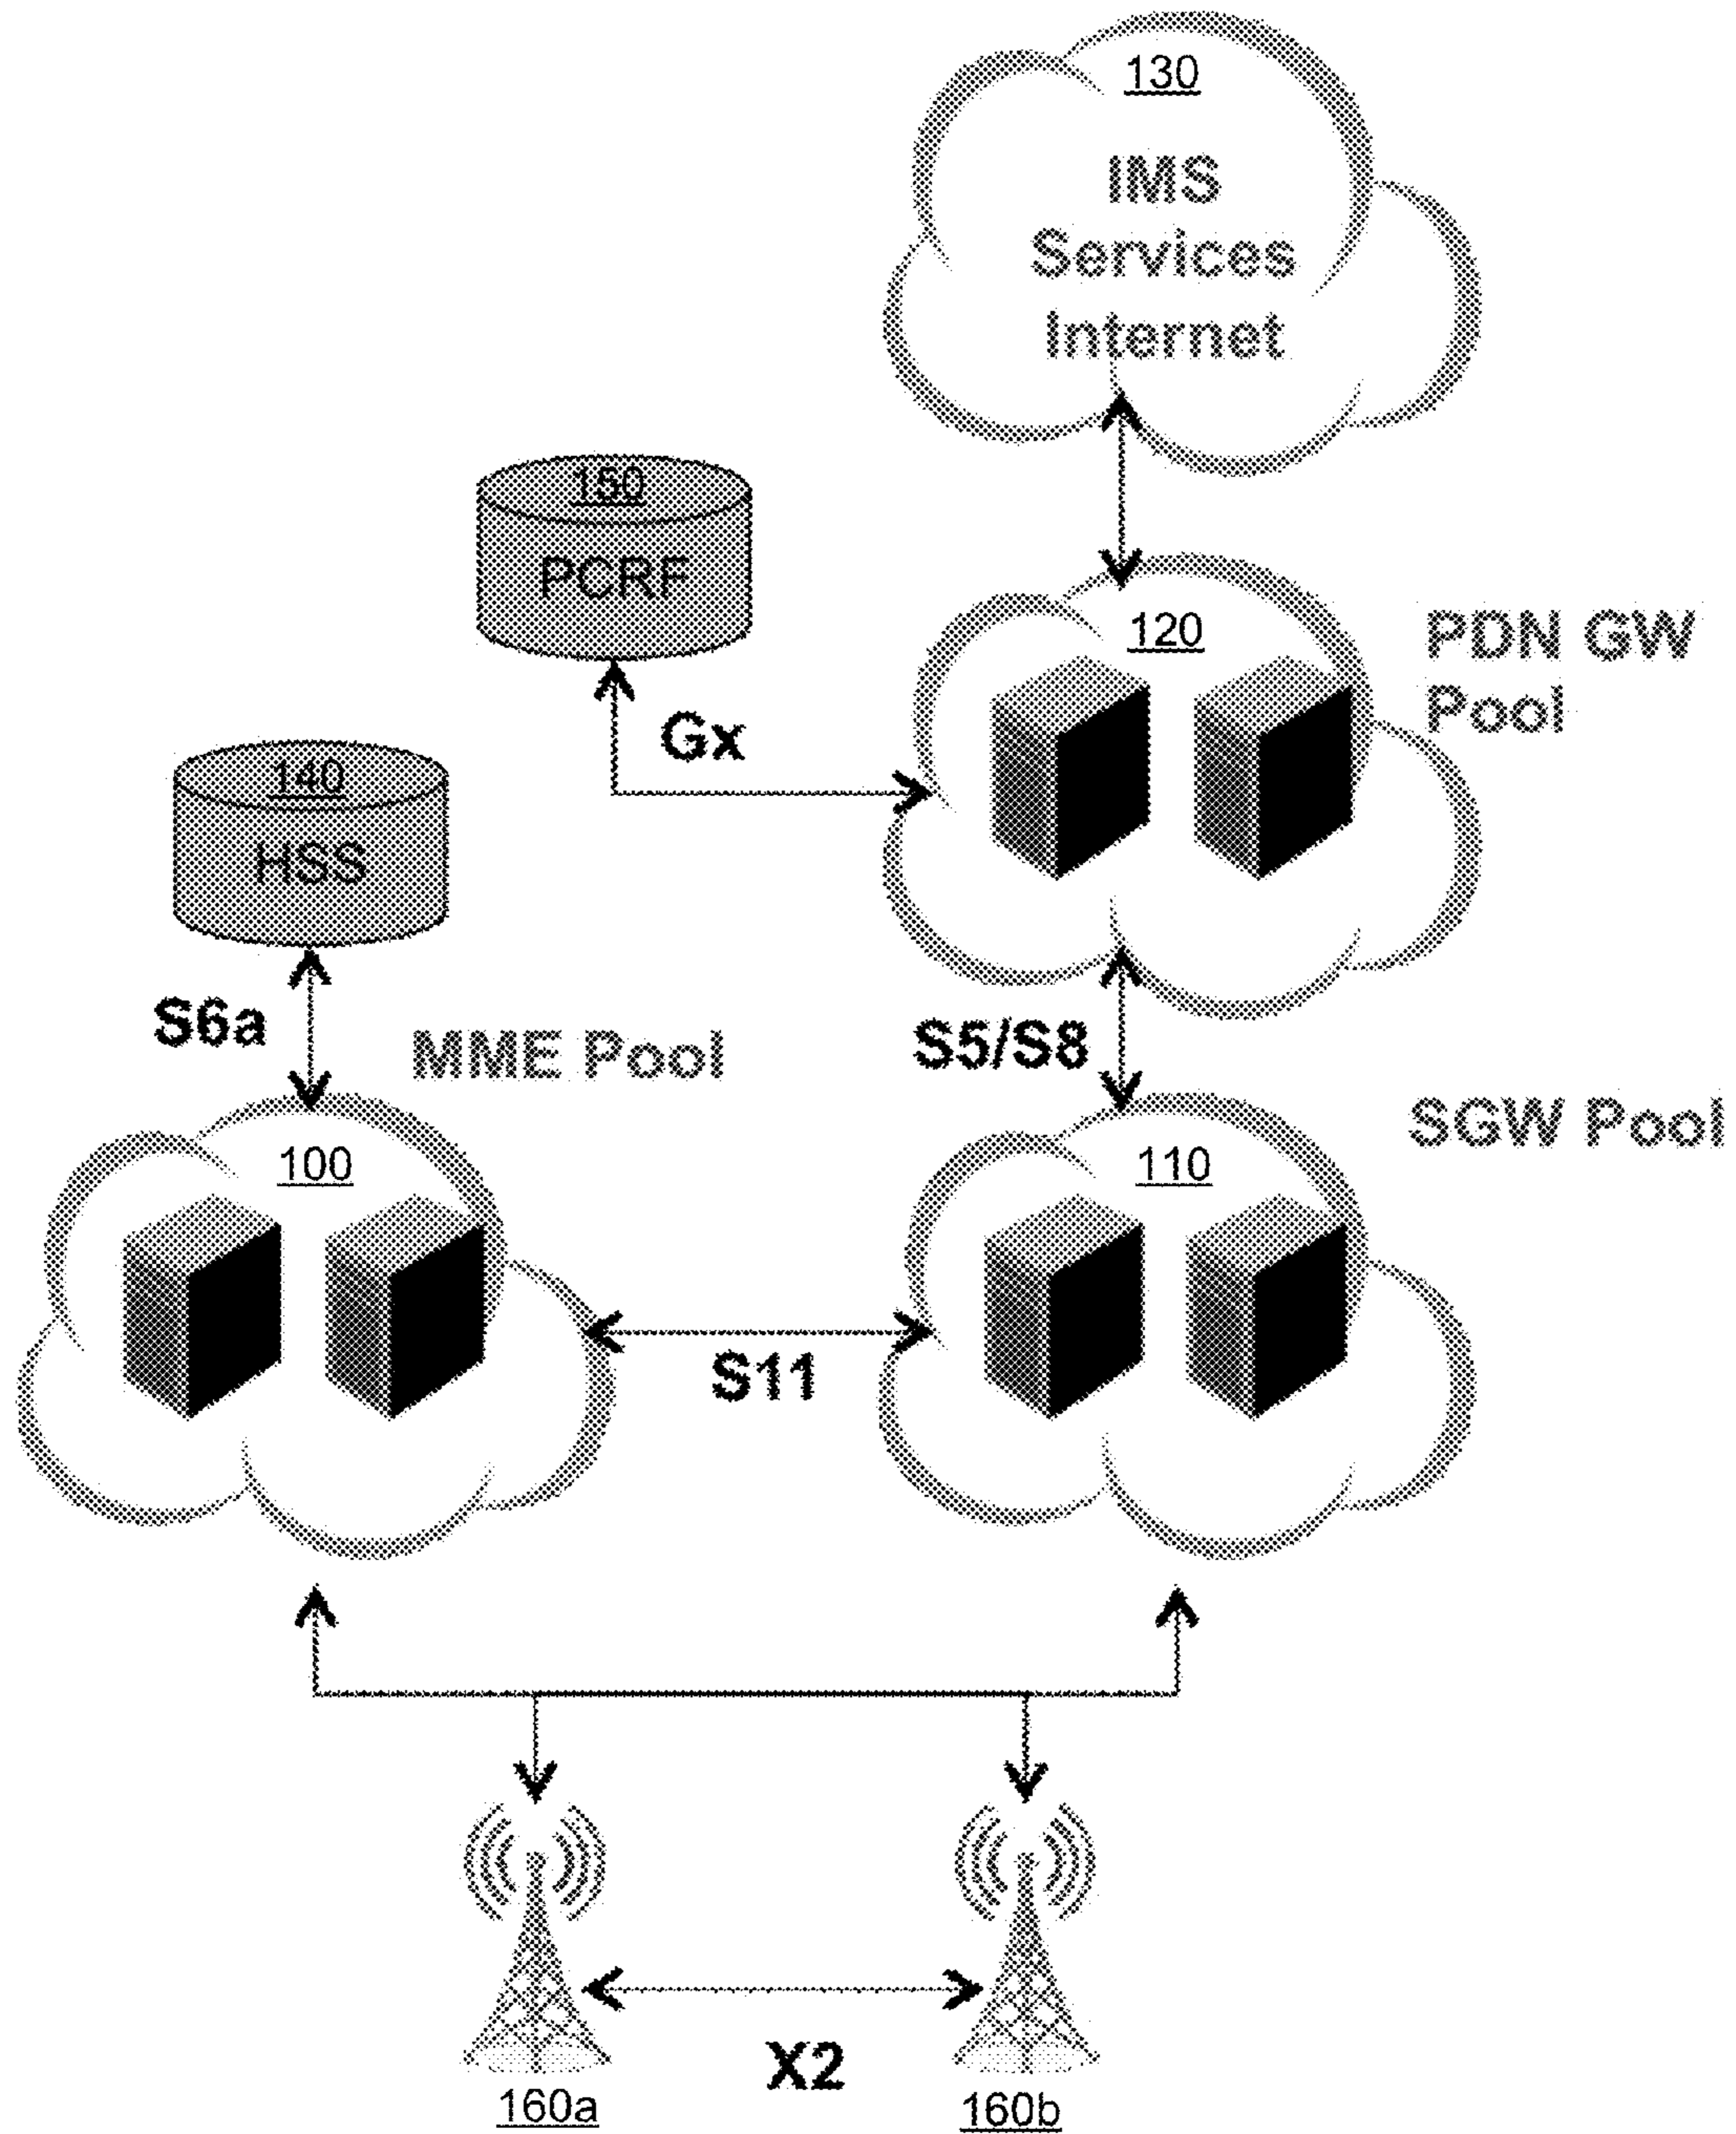 130
IMS
Services
Internet
150
PCRF
120
PDN GW
Pool
Gx
140
HSS
S6a
MME Pool
S5/S8
SGW Pool
100
110
S11
X2
160a
160b